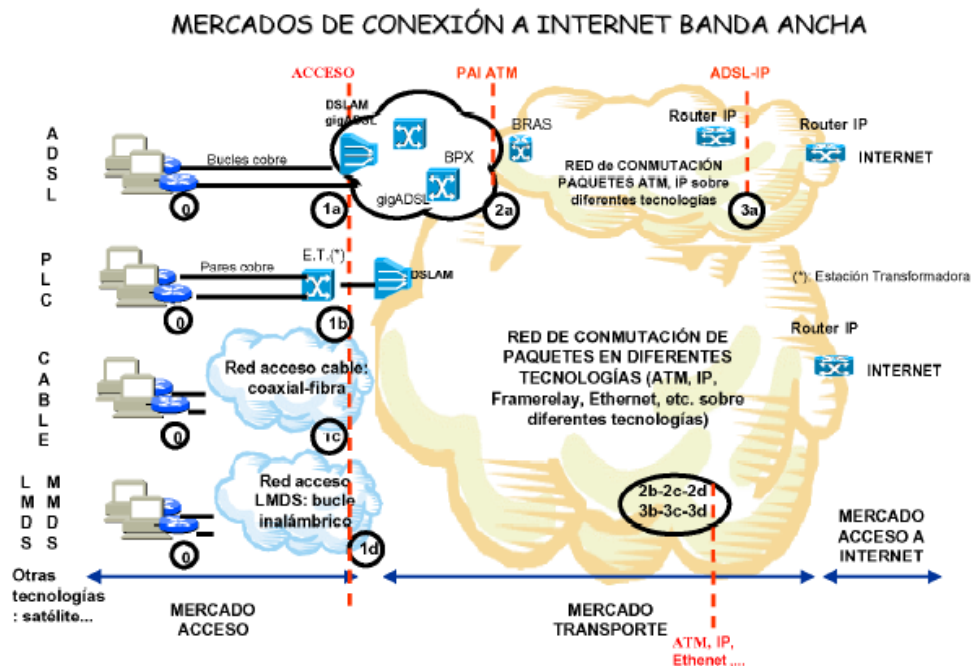 MERCADOS DE CONEXIÓN A INTERNET BANDA ANCHA
ACCESO
PAI ATM
ADSL-IP
A
D
S
L
DSLAM
gigADSL
Bucles cobre
BPX
gigADSL
BRAS
Router IP
Router IP
INTERNET
RED de CONMUTACIÓN
PAQUETES ATM, IP sobre
diferentes tecnologías
0
1a
2a
3a
P
L
C
Pares cobre
E.T.(*)
DSLAM
(*): Estación Transformadora
0
1b
C
A
B
L
E
Red acceso cable:
coaxial-fibra
0
1c
RED DE CONMUTACIÓN DE
PAQUETES EN DIFERENTES
TECNOLOGÍAS (ATM, IP,
Framerelay, Ethernet, etc. sobre
diferentes tecnologías)
Router IP
INTERNET
L M
M M
D D
S S
Red acceso
LMDS: bucle
inalámbrico
0
1d
2b-2c-2d
3b-3c-3d
MERCADO
ACCESO A
INTERNET
Otras
tecnologías
: satélite...
MERCADO
ACCESO
MERCADO
TRANSPORTE
ATM, IP,
Ethenet ....